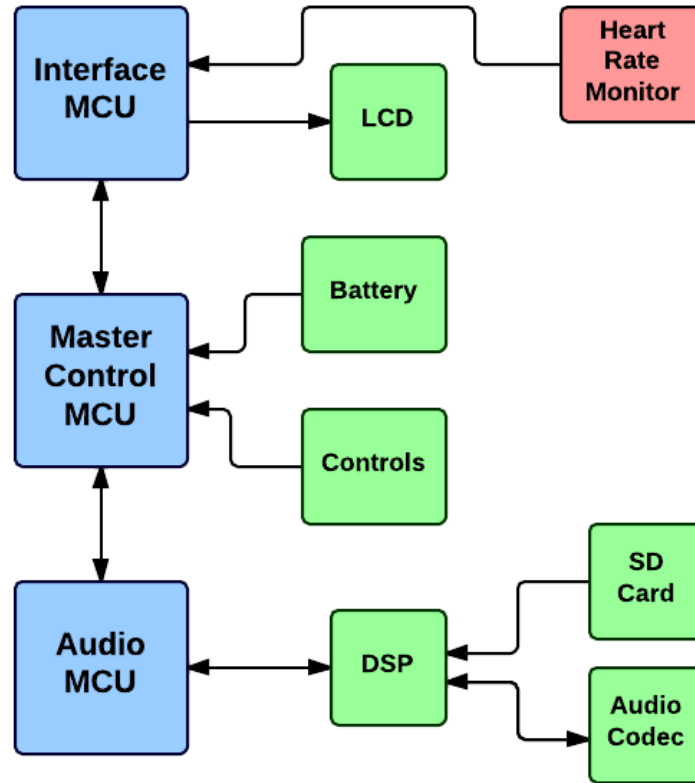 Interface
MCU
Heart
Rate
Monitor
LCD
Battery
Master
Control
MCU
Controls
SD
Card
Audio
MCU
DSP
Audio
Codec